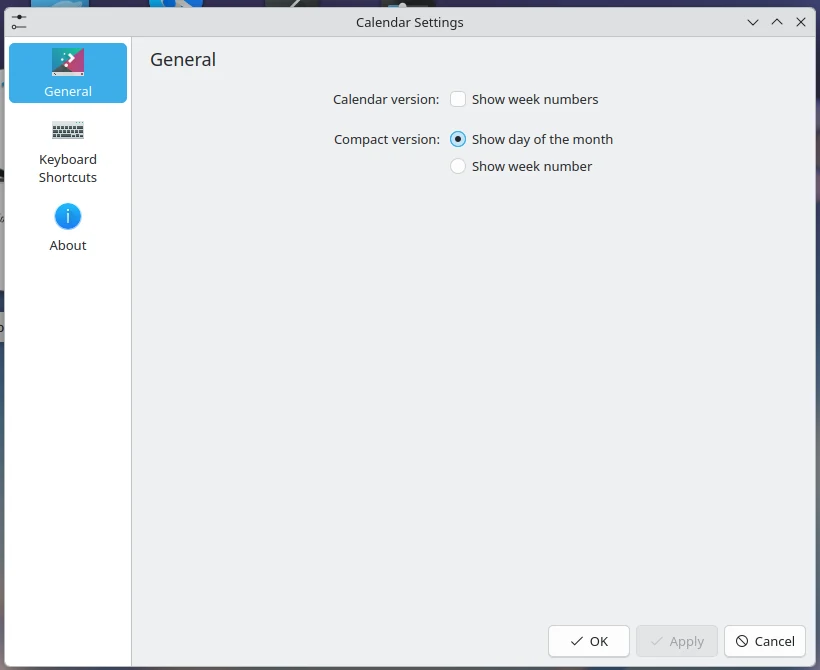 Calendar Settings
General
Keyboard
Shortcuts
About
General
Calendar version: Show week numbers
Compact version: Show day of the month
Show week number
OK Apply Cancel